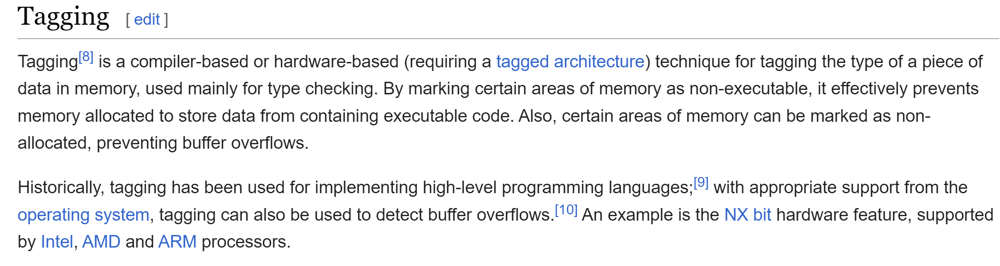 Tagging [ edit ]
Tagging[8] is a compiler-based or hardware-based (requiring a tagged architecture) technique for tagging the type of a piece of
data in memory, used mainly for type checking. By marking certain areas of memory as non-executable, it effectively prevents
memory allocated to store data from containing executable code. Also, certain areas of memory can be marked as non-
allocated, preventing buffer overflows.
Historically, tagging has been used for implementing high-level programming languages;[9] with appropriate support from the
operating system, tagging can also be used to detect buffer overflows.[10] An example is the NX bit hardware feature, supported
by Intel, AMD and ARM processors.